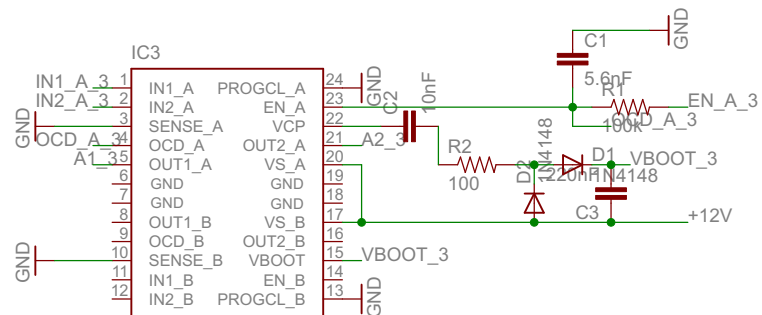 GND
C1
IC3
5.6nF
R1
EN_A_3
100k
OCD_A_3
IN1_A_3 1 IN1_A PROGCL_A 24 GND
IN2_A_3 2 IN2_A EN_A 23
C2
10nF
GND 3 SENSE_A VCP 22
OCD_A_3 4 OCD_A OUT2_A 21 A2_3
A1_3 5 OUT1_A VS_A 20
R2
100
D2
1N4148
D1
1N4148
VBOOT_3
220nF
C3
+12V
6 GND GND 19
7 GND GND 18
8 OUT1_B VS_B 17
9 OCD_B OUT2_B 16
GND 10 SENSE_B VBOOT 15 VBOOT_3
11 IN1_B EN_B 14
12 IN2_B PROGCL_B 13 GND